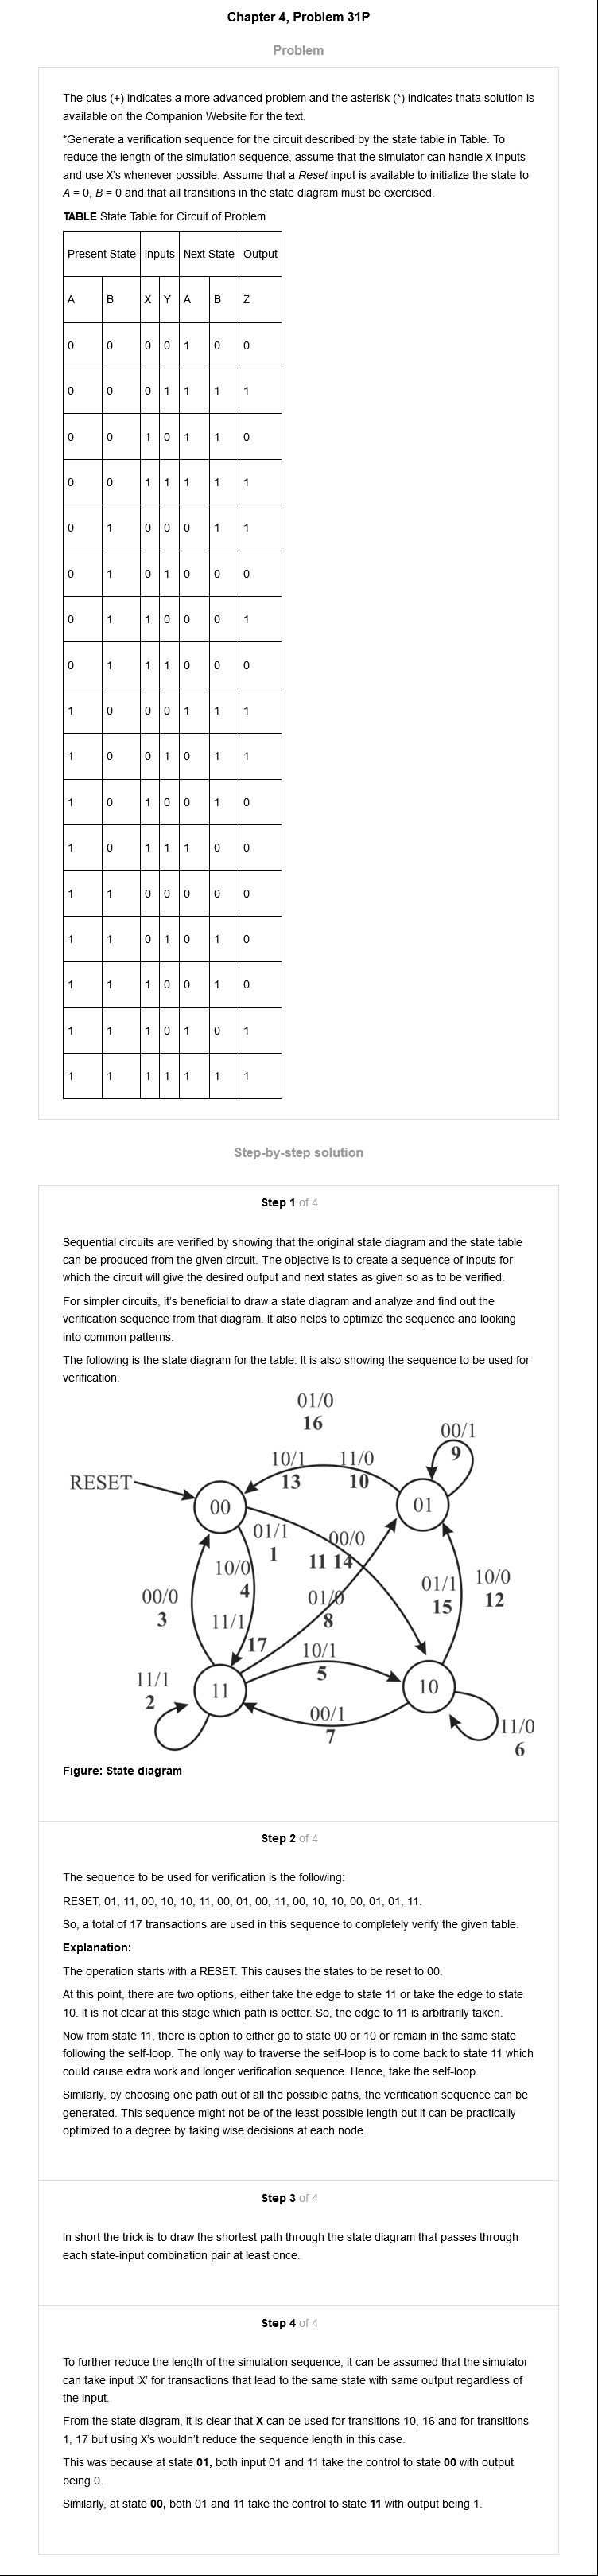 Chapter 4, Problem 31P
Problem
The plus (+) indicates a more advanced problem and the asterisk (*) indicates thata solution is
available on the Companion Website for the text.
*Generate a verification sequence for the circuit described by the state table in Table. To
reduce the length of the simulation sequence, assume that the simulator can handle X inputs
and use X's whenever possible. Assume that a Reset input is available to initialize the state to
A = 0, B = 0 and that all transitions in the state diagram must be exercised.
TABLE State Table for Circuit of Problem
Present State Inputs Next State Output
A B X Y A B Z
0 0 0 0 1 0 0
0 0 0 1 1 1 1
0 0 1 0 1 1 0
0 0 1 1 1 1 1
0 1 0 0 0 1 1
0 1 0 1 0 0 0
0 1 1 0 0 0 1
0 1 1 1 0 0 0
1 0 0 0 1 1 1
1 0 0 1 0 1 1
1 0 1 0 0 1 0
1 0 1 1 1 0 0
1 1 0 0 0 0 0
1 1 0 1 0 1 0
1 1 1 0 0 1 0
1 1 1 0 1 0 1
1 1 1 1 1 1 1
Step-by-step solution
Step 1 of 4
Sequential circuits are verified by showing that the original state diagram and the state table
can be produced from the given circuit. The objective is to create a sequence of inputs for
which the circuit will give the desired output and next states as given so as to be verified.
For simpler circuits, it's beneficial to draw a state diagram and analyze and find out the
verification sequence from that diagram. It also helps to optimize the sequence and looking
into common patterns.
The following is the state diagram for the table. It is also showing the sequence to be used for
verification.
01/0
16
00/1
9
10/1 11/0
13 10
RESET
00
01
01/1
1
00/0
11 14
10/0
4
00/0
3
01/0
8
01/1
15
10/0
12
11/1
17
10/1
5
11/1
2
11
10
00/1
7
11/0
6
Figure: State diagram
Step 2 of 4
The sequence to be used for verification is the following:
RESET, 01, 11, 00, 10, 10, 11, 00, 01, 00, 11, 00, 10, 10, 00, 01, 01, 11.
So, a total of 17 transactions are used in this sequence to completely verify the given table.
Explanation:
The operation starts with a RESET. This causes the states to be reset to 00.
At this point, there are two options, either take the edge to state 11 or take the edge to state
10. It is not clear at this stage which path is better. So, the edge to 11 is arbitrarily taken.
Now from state 11, there is option to either go to state 00 or 10 or remain in the same state
following the self-loop. The only way to traverse the self-loop is to come back to state 11 which
could cause extra work and longer verification sequence. Hence, take the self-loop.
Similarly, by choosing one path out of all the possible paths, the verification sequence can be
generated. This sequence might not be of the least possible length but it can be practically
optimized to a degree by taking wise decisions at each node.
Step 3 of 4
In short the trick is to draw the shortest path through the state diagram that passes through
each state-input combination pair at least once.
Step 4 of 4
To further reduce the length of the simulation sequence, it can be assumed that the simulator
can take input 'X' for transactions that lead to the same state with same output regardless of
the input.
From the state diagram, it is clear that X can be used for transitions 10, 16 and for transitions
1, 17 but using X's wouldn't reduce the sequence length in this case.
This was because at state 01, both input 01 and 11 take the control to state 00 with output
being 0.
Similarly, at state 00, both 01 and 11 take the control to state 11 with output being 1.